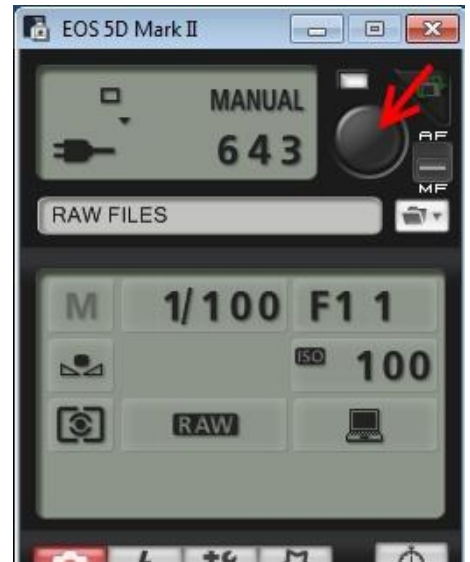 EOS 5D Mark II
MANUAL
643
AF
MF
RAW FILES
M 1/100 F11
ISO 100
RAW